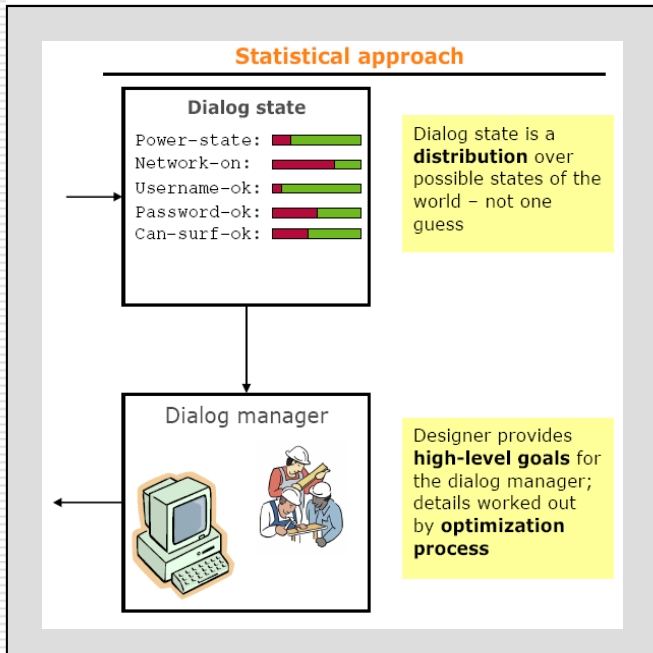 Statistical approach
Dialog state
Power-state:
Network-on:
Username-ok:
Password-ok:
Can-surf-ok:
Dialog state is a
distribution over
possible states of the
world – not one
guess
Dialog manager
Designer provides
high-level goals for
the dialog manager;
details worked out
by optimization
process